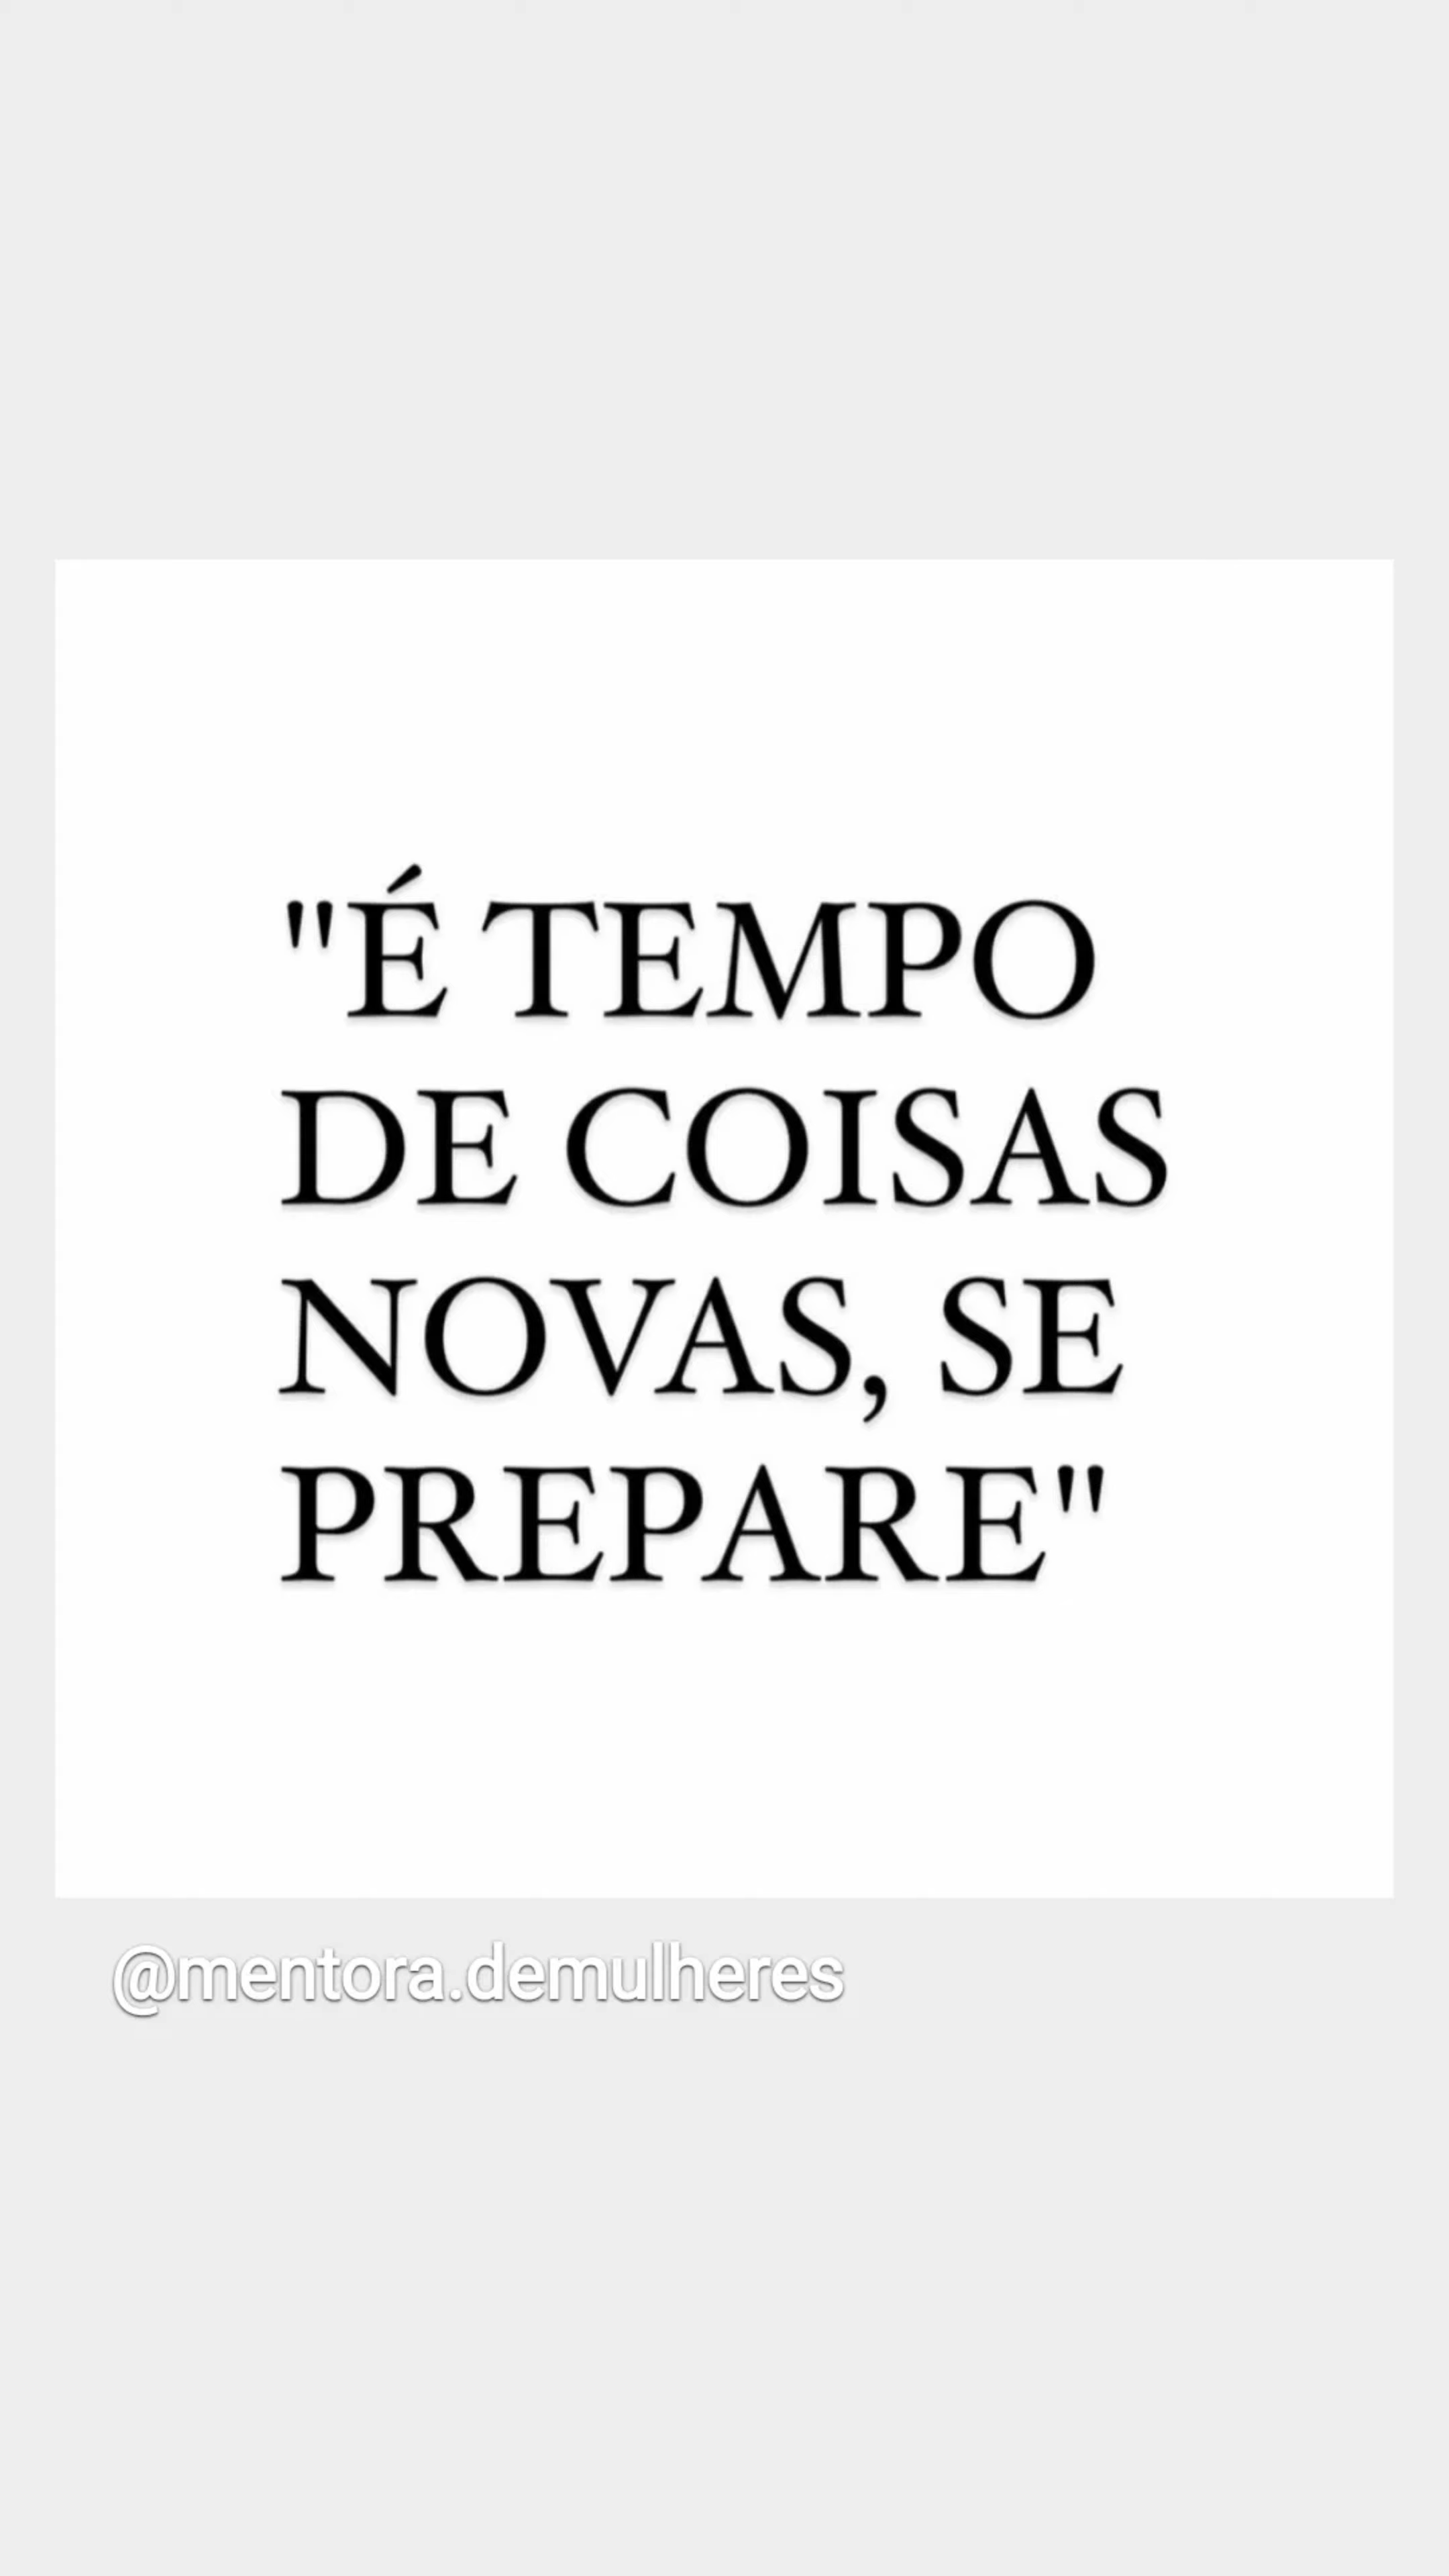 "É TEMPO
DE COISAS
NOVAS, SE
PREPARE"
@mentora.demulheres